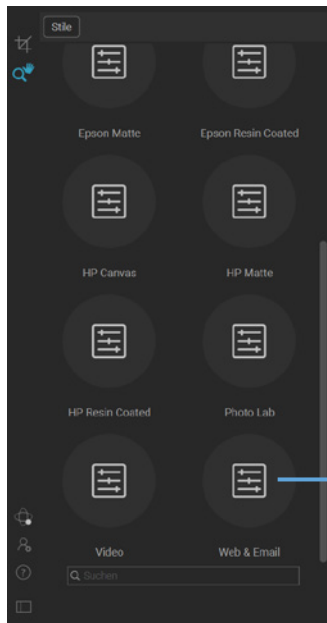 Stile
Epson Matte Epson Resin Coated
HP Canvas HP Matte
HP Resin Coated Photo Lab
Video Web & Email
Suchen
?